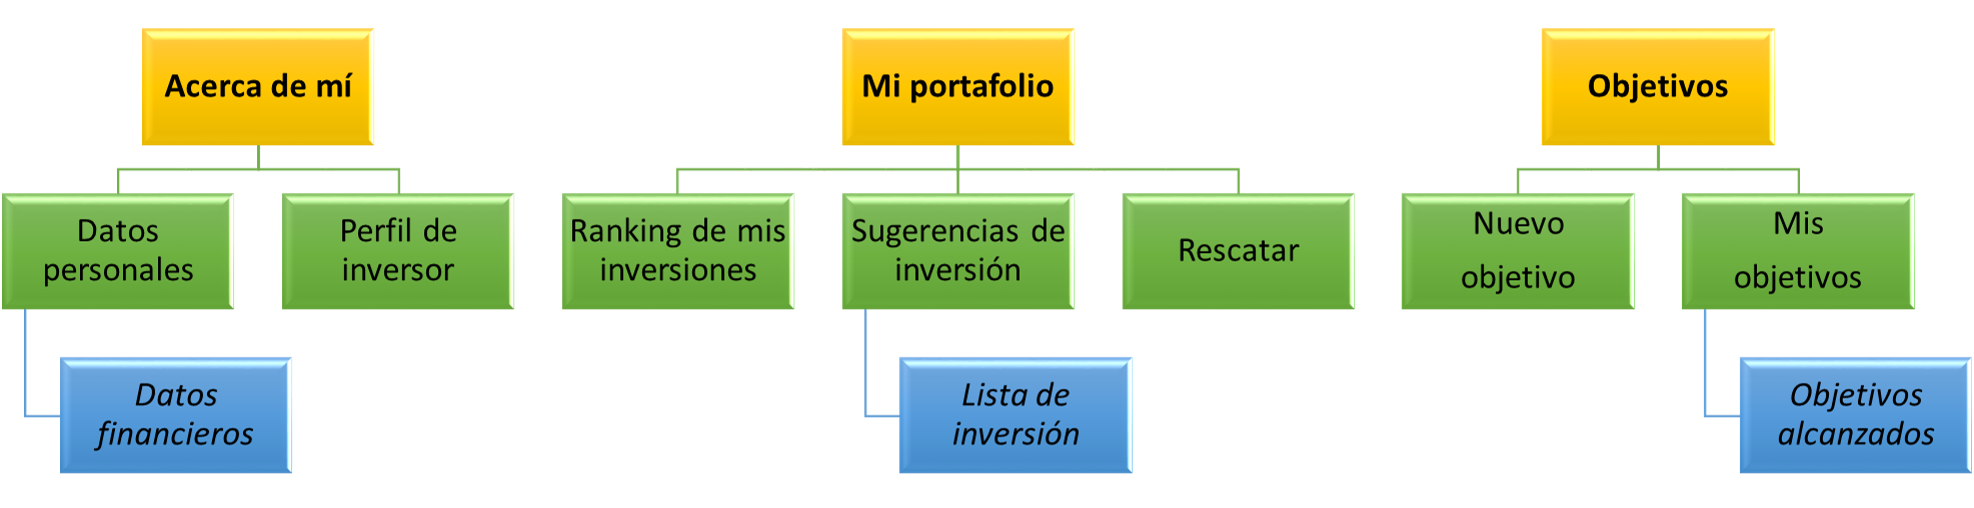 Acerca de mí
Mi portafolio
Objetivos
Datos
personales
Perfil de
inversor
Ranking de mis
inversiones
Sugerencias de
inversión
Rescatar
Nuevo
objetivo
Mis
objetivos
Datos
financieros
Lista de
inversión
Objetivos
alcanzados